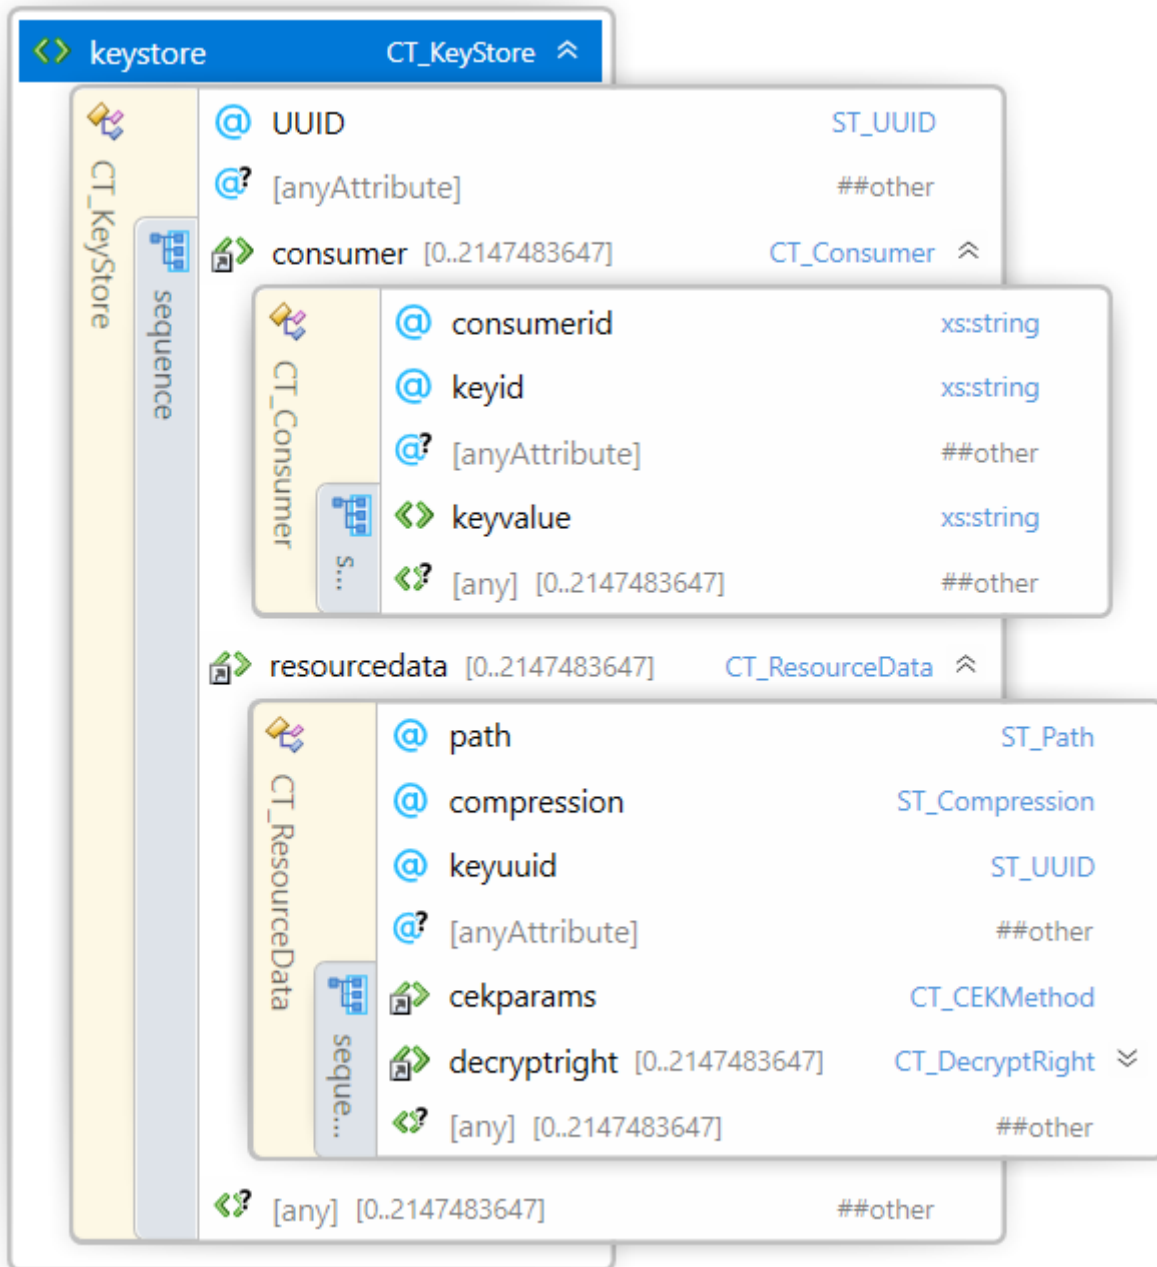 keystore CT_KeyStore
CT_KeyStore
UUID ST_UUID
[anyAttribute] ##other
sequence
consumer [0..2147483647] CT_Consumer
CT_Consumer
consumerid xs:string
keyid xs:string
[anyAttribute] ##other
s...
keyvalue xs:string
[any] [0..2147483647] ##other
resourcedata [0..2147483647] CT_ResourceData
CT_ResourceData
path ST_Path
compression ST_Compression
keyuuid ST_UUID
[anyAttribute] ##other
seque...
cekparams CT_CEKMethod
decryptright [0..2147483647] CT_DecryptRight
[any] [0..2147483647] ##other
[any] [0..2147483647] ##other